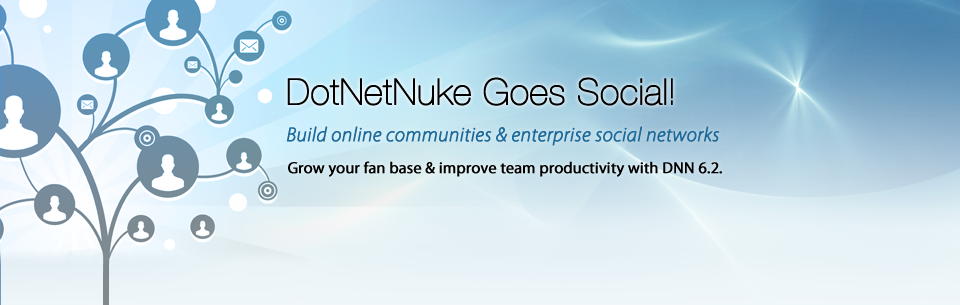 DotNetNuke Goes Social!
Build online communities & enterprise social networks
Grow your fan base & improve team productivity with DNN 6.2.